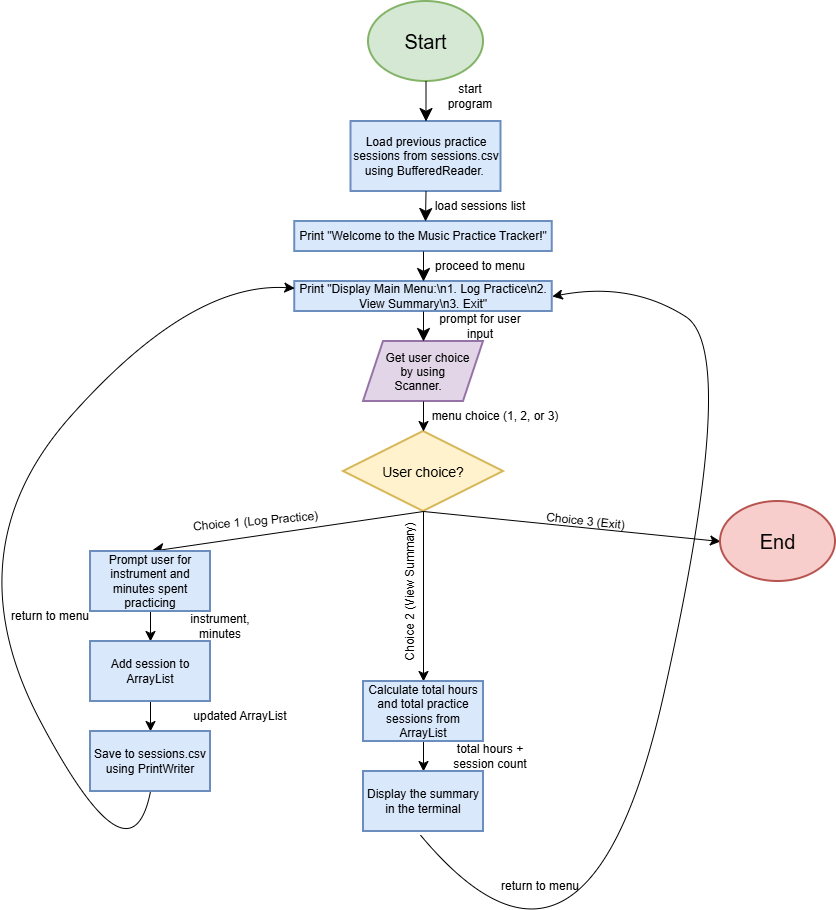 Start
start
program
Load previous practice
sessions from sessions.csv
using BufferedReader.
load sessions list
Print "Welcome to the Music Practice Tracker!"
proceed to menu
Print "Display Main Menu:\n1. Log Practice\n2.
View Summary\n3. Exit"
prompt for user
input
Get user choice
by using
Scanner.
menu choice (1, 2, or 3)
User choice?
Choice 1 (Log Practice)
Choice 2 (View Summary)
Choice 3 (Exit)
End
Prompt user for
instrument and
minutes spent
practicing
return to menu
instrument,
minutes
Add session to
ArrayList
updated ArrayList
Save to sessions.csv
using PrintWriter
Calculate total hours
and total practice
sessions from
ArrayList
total hours +
session count
Display the summary
in the terminal
return to menu